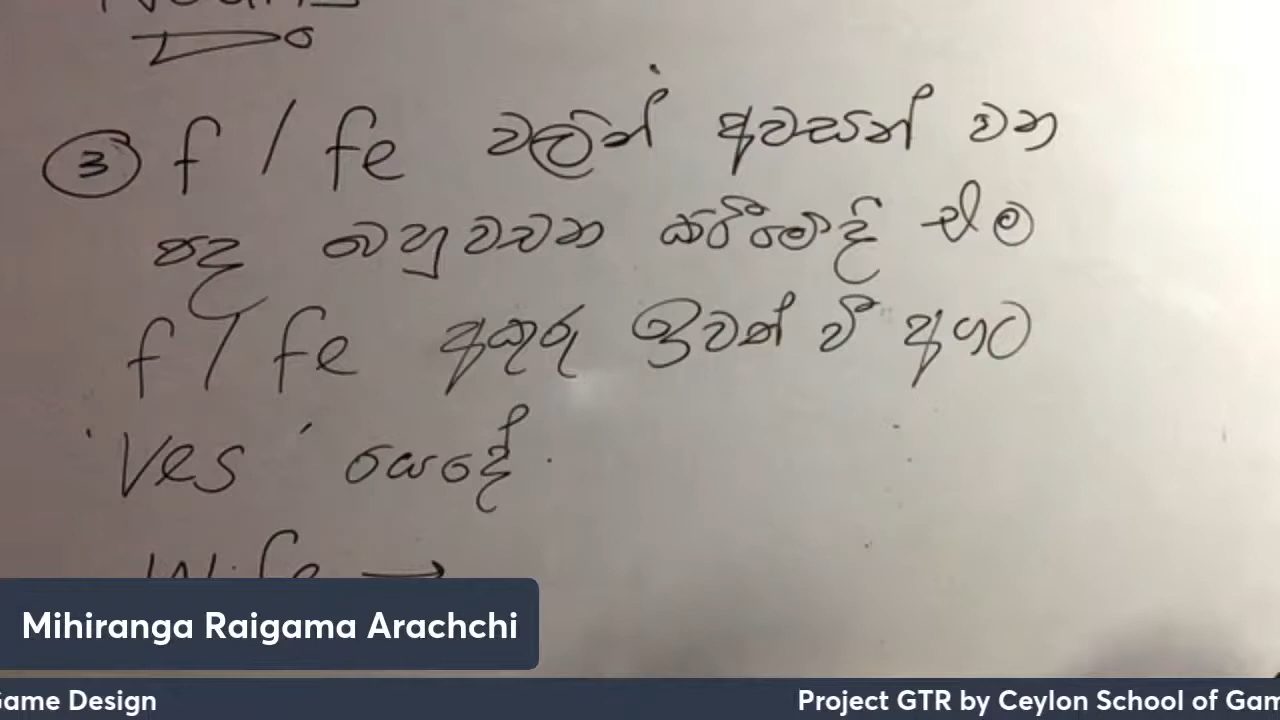 ③ f / fe වලින් අවසන් වන
පද බහුවචන කිරීමේදී එම
f / fe අකුරු ඉවත් වී අගට
'Ves' යෙදේ.
Wife →
Mihiranga Raigama Arachchi
Game Design
Project GTR by Ceylon School of Gam